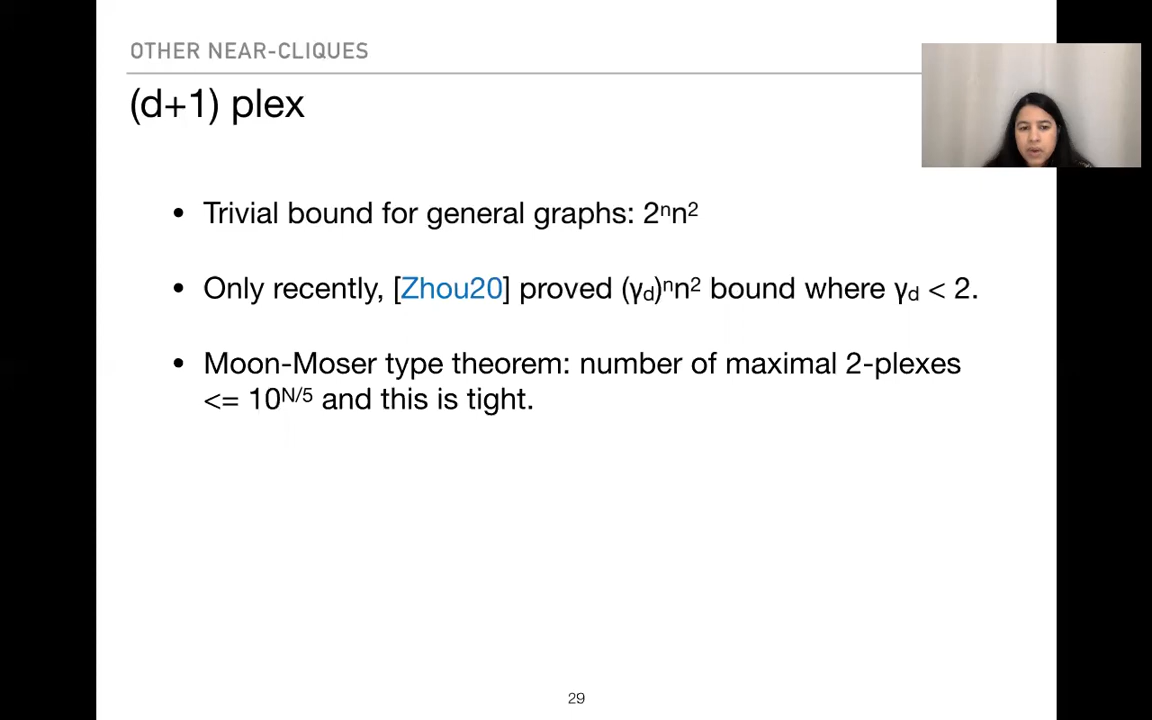 OTHER NEAR-CLIQUES
(d+1) plex
• Trivial bound for general graphs: 2ⁿn²
• Only recently, [Zhou20] proved (γd)ⁿn² bound where γd < 2.
• Moon-Moser type theorem: number of maximal 2-plexes
<= 10ᴺ/⁵ and this is tight.
29